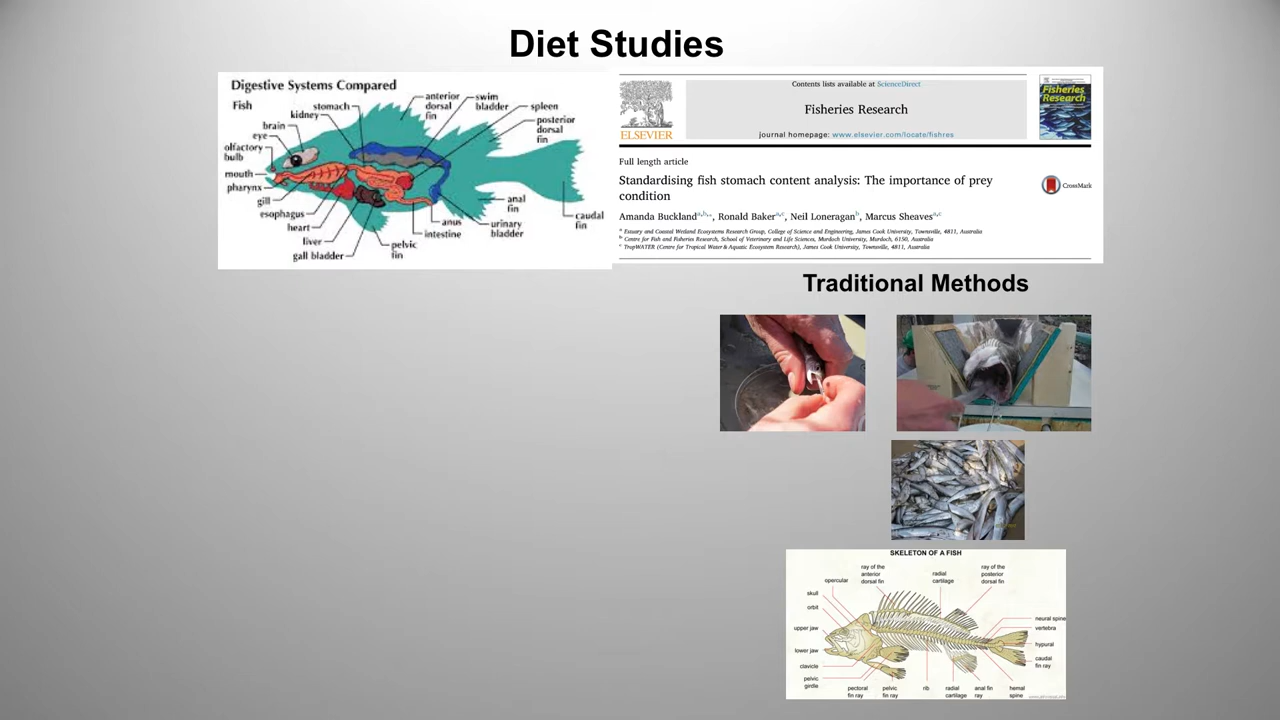 Diet Studies
Digestive Systems Compared
Fish
stomach
kidney
brain
eye
olfactory
bulb
mouth
pharynx
gill
esophagus
heart
liver
gall bladder
anterior
dorsal
fin
swim
bladder
spleen
posterior
dorsal
fin
anal
fin
caudal
fin
urinary
bladder
anus
intestine
pelvic
fin
ELSEVIER
Contents lists available at ScienceDirect
Fisheries Research
journal homepage: www.elsevier.com/locate/fishres
Fisheries
Research
Full length article
Standardising fish stomach content analysis: The importance of prey
condition
CrossMark
Amanda Buckland a,b,*, Ronald Baker a,c, Neil Loneragan b, Marcus Sheaves a,c
a Estuary and Coastal Wetland Ecosystems Research Group, College of Science and Engineering, James Cook University, Townsville, 4811, Australia
b Centre for Fish and Fisheries Research, School of Veterinary and Life Sciences, Murdoch University, Murdoch, 6150, Australia
c TropWATER (Centre for Tropical Water & Aquatic Ecosystem Research), James Cook University, Townsville, 4811, Australia
Traditional Methods
SKELETON OF A FISH
opercular
ray of the
anterior
dorsal fin
radial
cartilage
ray of the
posterior
dorsal fin
skull
orbit
upper jaw
lower jaw
clavicle
pelvic
girdle
neural spine
vertebra
hypural
caudal
fin ray
pectoral
fin ray
pelvic
fin ray
rib
radial
cartilage
anal fin
ray
hemal
spine